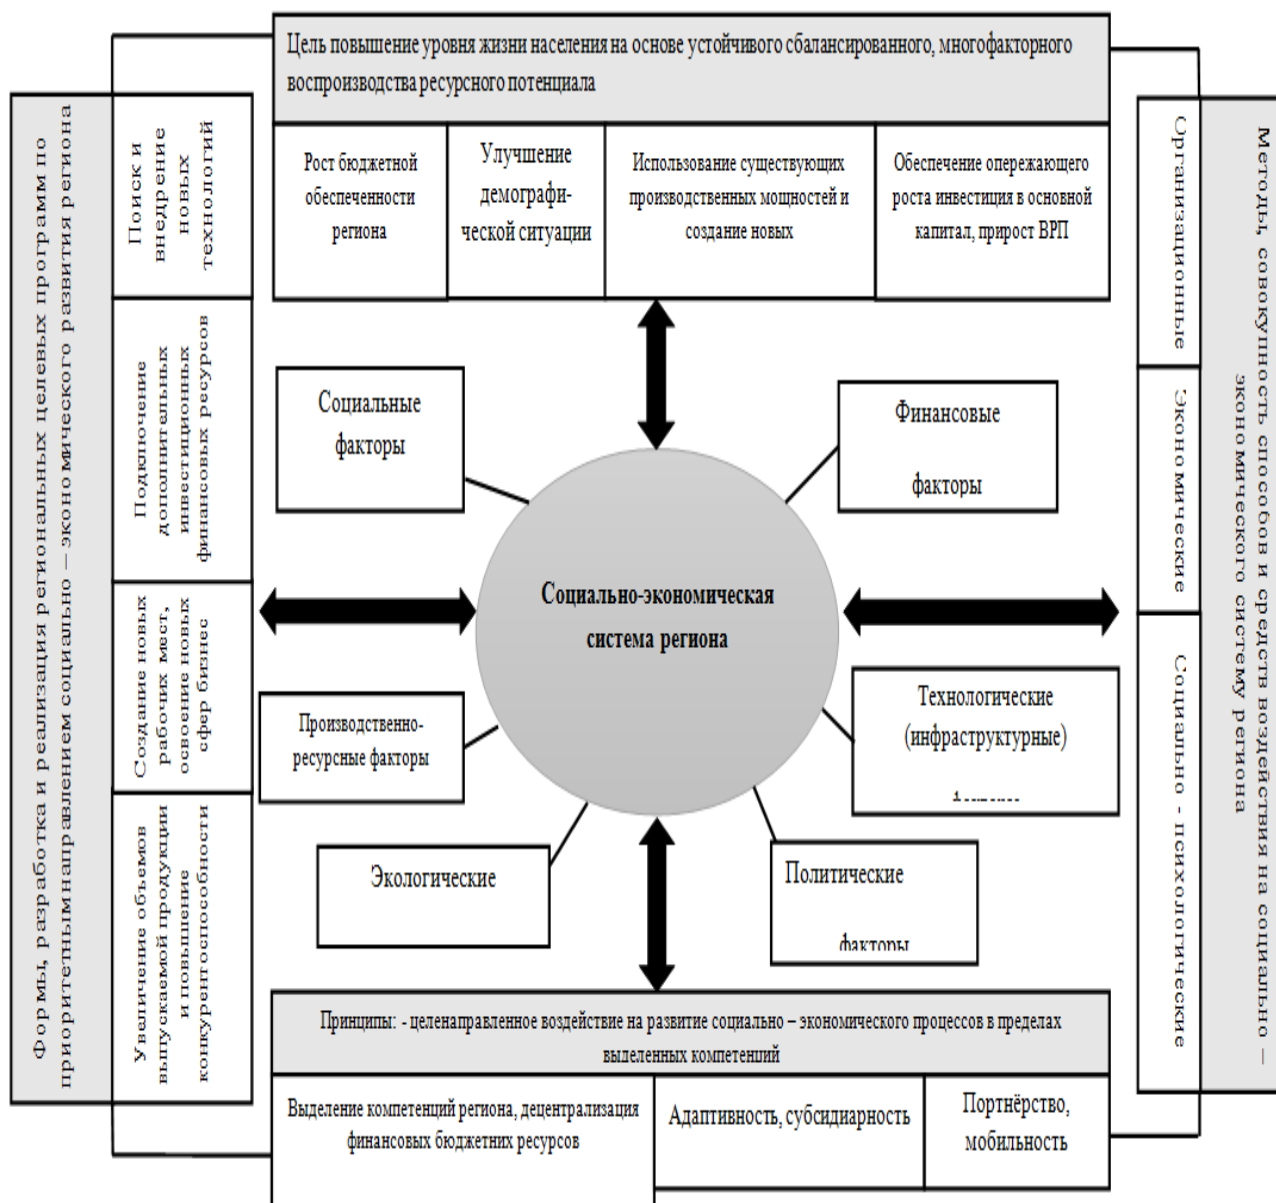 Цель повышение уровня жизни населения на основе устойчивого сбалансированного, многофакторного
воспроизводства ресурсного потенциала
Рост бюджетной
обеспеченности
региона
Улучшение
демографи-
ческой ситуации
Использование существующих
производственных мощностей и
создание новых
Обеспечение опережающего
роста инвестиция в основной
капитал, прирост ВРП
Формы, разработка и реализация региональных целевых программ по
приоритетным направлением социально – экономического развития региона
Поиск и
внедрение
новых
технологий
Подключение
дополнительных
инвестиционных
финансовых ресурсов
Создание новых
рабочих мест,
освоение новых
сфер бизнес
Увеличение объемов
выпускаемой продукции
и повышение
конкурентоспособности
Социальные
факторы
Финансовые
факторы
Социально-экономическая
система региона
Производственно-
ресурсные факторы
Технологические
(инфраструктурные)
Экологические
Политические
факторы
Организационные
Экономические
Социально - психологические
Методы, совокупность способов и средств воздействия на социально –
экономического систему региона
Принципы: - целенаправленное воздействие на развитие социально – экономического процессов в пределах
выделенных компетенций
Выделение компетенций региона, децентрализация
финансовых бюджетних ресурсов
Адаптивность, субсидиарность
Портнёрство,
мобильность